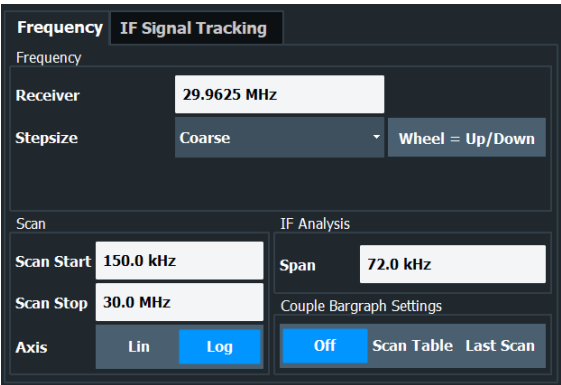 Frequency IF Signal Tracking
Frequency
Receiver 29.9625 MHz
Stepsize Coarse Wheel = Up/Down
Scan
Scan Start 150.0 kHz
Scan Stop 30.0 MHz
Axis Lin Log
IF Analysis
Span 72.0 kHz
Couple Bargraph Settings
Off Scan Table Last Scan